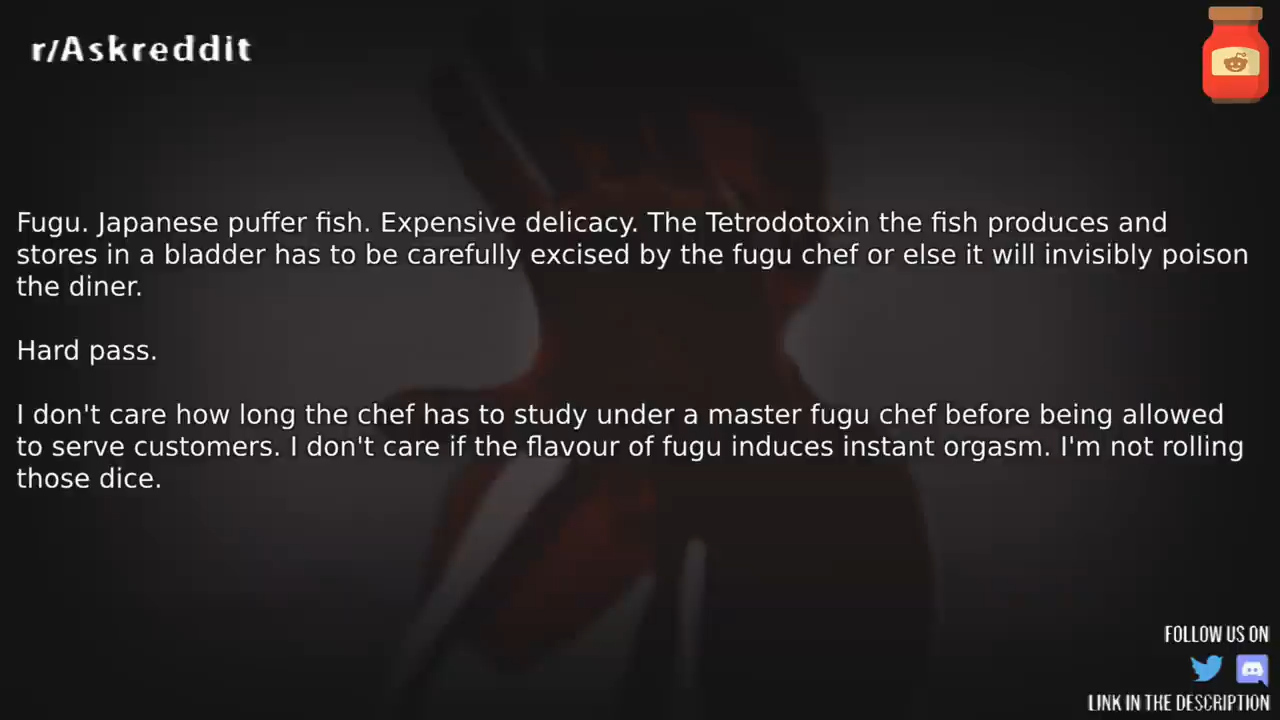 r/Askreddit
Fugu. Japanese puffer fish. Expensive delicacy. The Tetrodotoxin the fish produces and
stores in a bladder has to be carefully excised by the fugu chef or else it will invisibly poison
the diner.
Hard pass.
I don't care how long the chef has to study under a master fugu chef before being allowed
to serve customers. I don't care if the flavour of fugu induces instant orgasm. I'm not rolling
those dice.
FOLLOW US ON
LINK IN THE DESCRIPTION